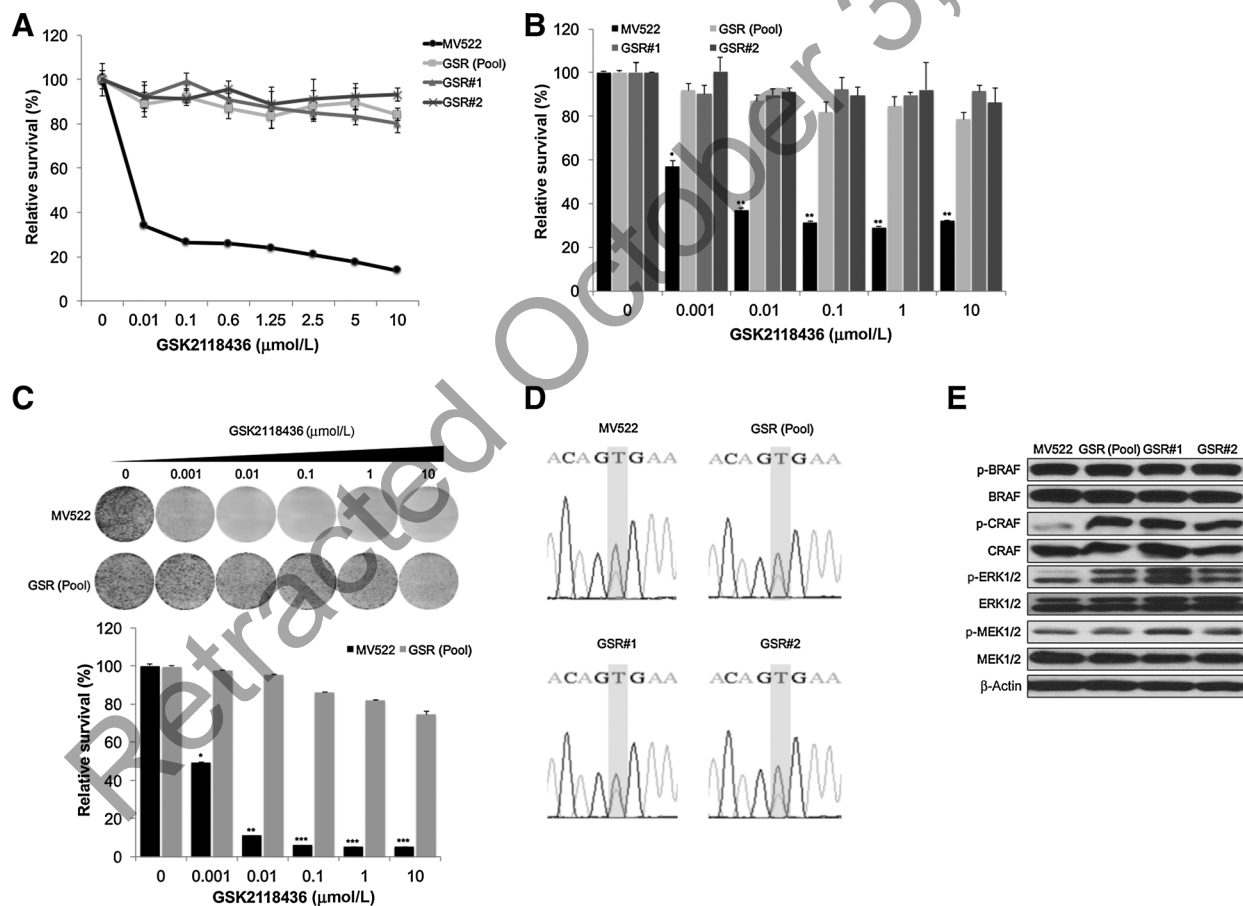 A
120
100
80
60
40
20
0
Relative survival (%)
MV522
GSR (Pool)
GSR#1
GSR#2
0 0.01 0.1 0.6 1.25 2.5 5 10
GSK2118436 (μmol/L)
B
120
100
80
60
40
20
0
Relative survival (%)
MV522 GSR (Pool)
GSR#1 GSR#2
* ** ** ** **
0 0.001 0.01 0.1 1 10
GSK2118436 (μmol/L)
C
GSK2118436 (μmol/L)
0 0.001 0.01 0.1 1 10
MV522
GSR (Pool)
120
100
80
60
40
20
0
Relative survival (%)
MV522 GSR (Pool)
* ** *** *** ***
0 0.001 0.01 0.1 1 10
GSK2118436 (μmol/L)
D
MV522 GSR (Pool)
ACAGTGAA ACAGTGAA
GSR#1 GSR#2
ACAGTGAA ACAGTGAA
E
MV522 GSR (Pool) GSR#1 GSR#2
p-BRAF
BRAF
p-CRAF
CRAF
p-ERK1/2
ERK1/2
p-MEK1/2
MEK1/2
β-Actin
Retracted October 3,